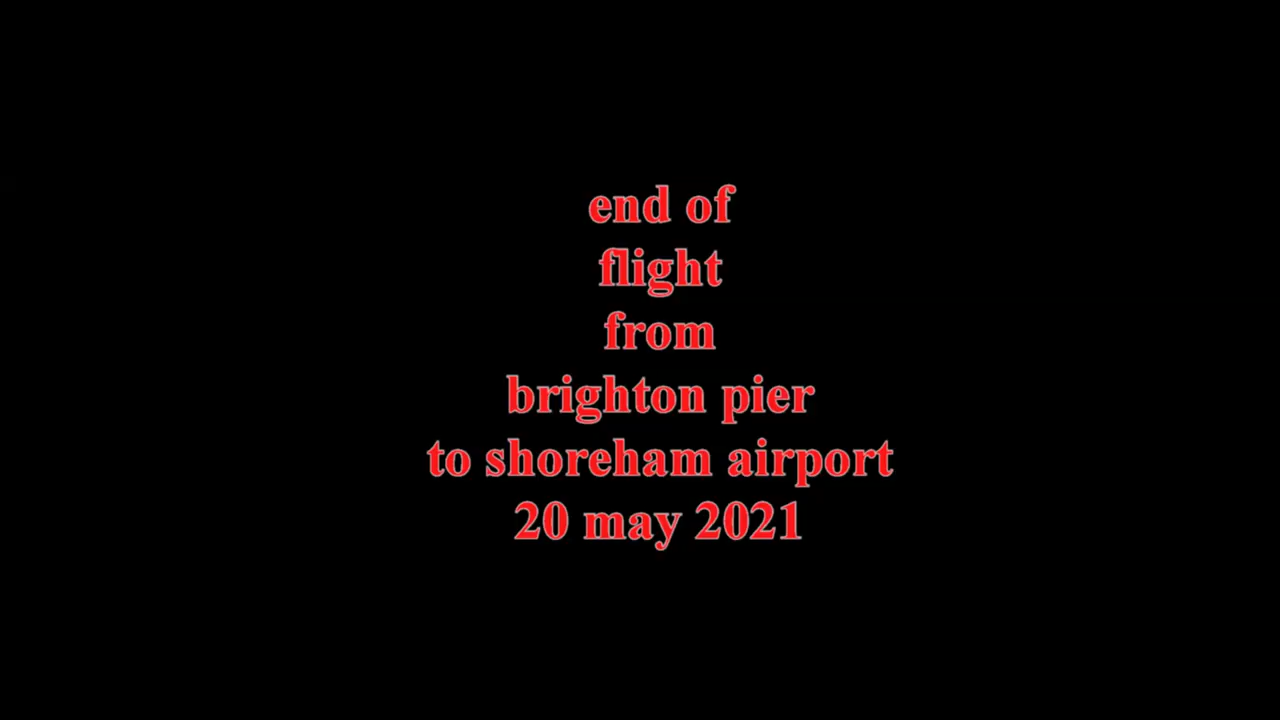 end of
flight
from
brighton pier
to shoreham airport
20 may 2021